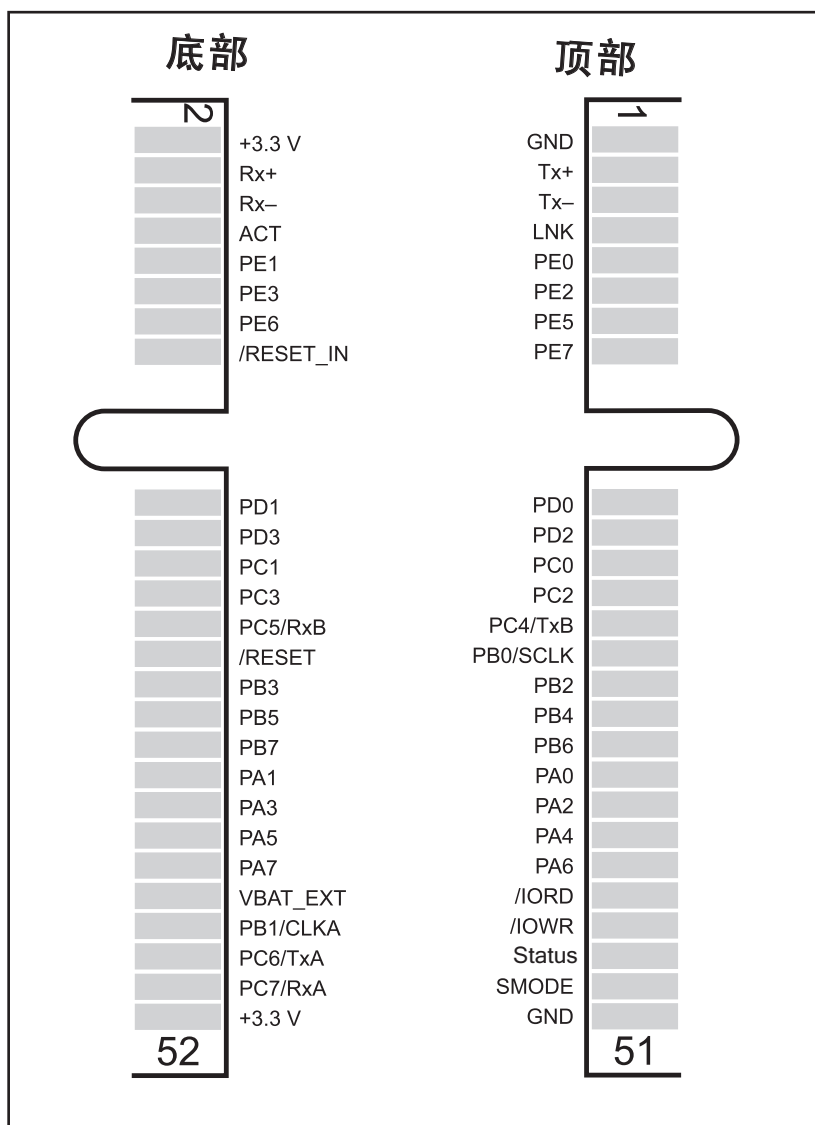 底部
2
+3.3 V
Rx+
Rx–
ACT
PE1
PE3
PE6
/RESET_IN
PD1
PD3
PC1
PC3
PC5/RxB
/RESET
PB3
PB5
PB7
PA1
PA3
PA5
PA7
VBAT_EXT
PB1/CLKA
PC6/TxA
PC7/RxA
+3.3 V
52
顶部
1
GND
Tx+
Tx–
LNK
PE0
PE2
PE5
PE7
PD0
PD2
PC0
PC2
PC4/TxB
PB0/SCLK
PB2
PB4
PB6
PA0
PA2
PA4
PA6
/IORD
/IOWR
Status
SMODE
GND
51